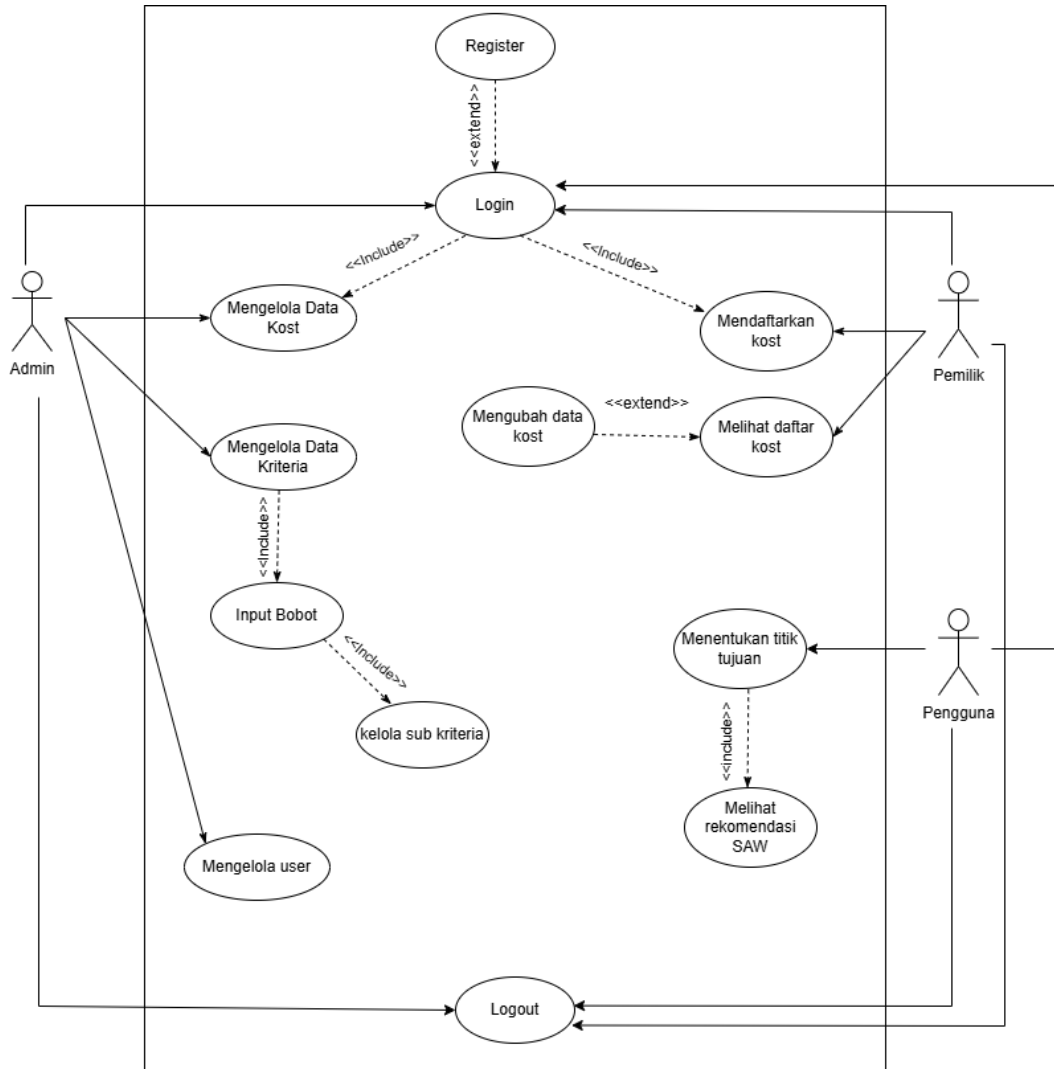 Register
<<extend>>
Login
<<Include>>
<<Include>>
Mengelola Data
Kost
Mendaftarkan
kost
Admin
Pemilik
Mengubah data
kost
<<extend>>
Melihat daftar
kost
Mengelola Data
Kriteria
<<Include>>
Input Bobot
<<Include>>
kelola sub kriteria
Menentukan titik
tujuan
Pengguna
<<include>>
Melihat
rekomendasi
SAW
Mengelola user
Logout